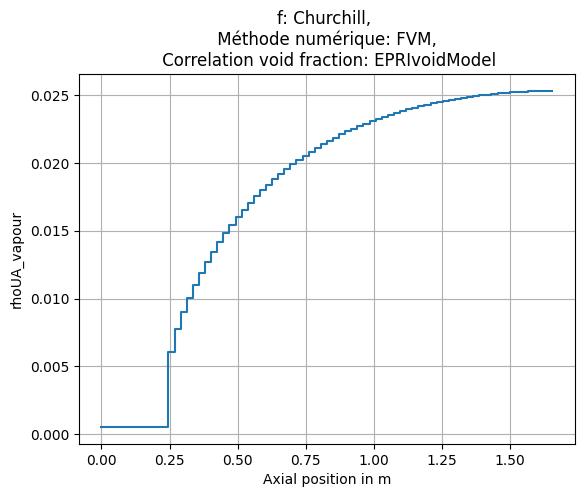 f: Churchill,
Méthode numérique: FVM,
Correlation void fraction: EPRIvoidModel
0.025
0.020
0.015
0.010
0.005
0.000
rhoUA_vapour
0.00 0.25 0.50 0.75 1.00 1.25 1.50
Axial position in m